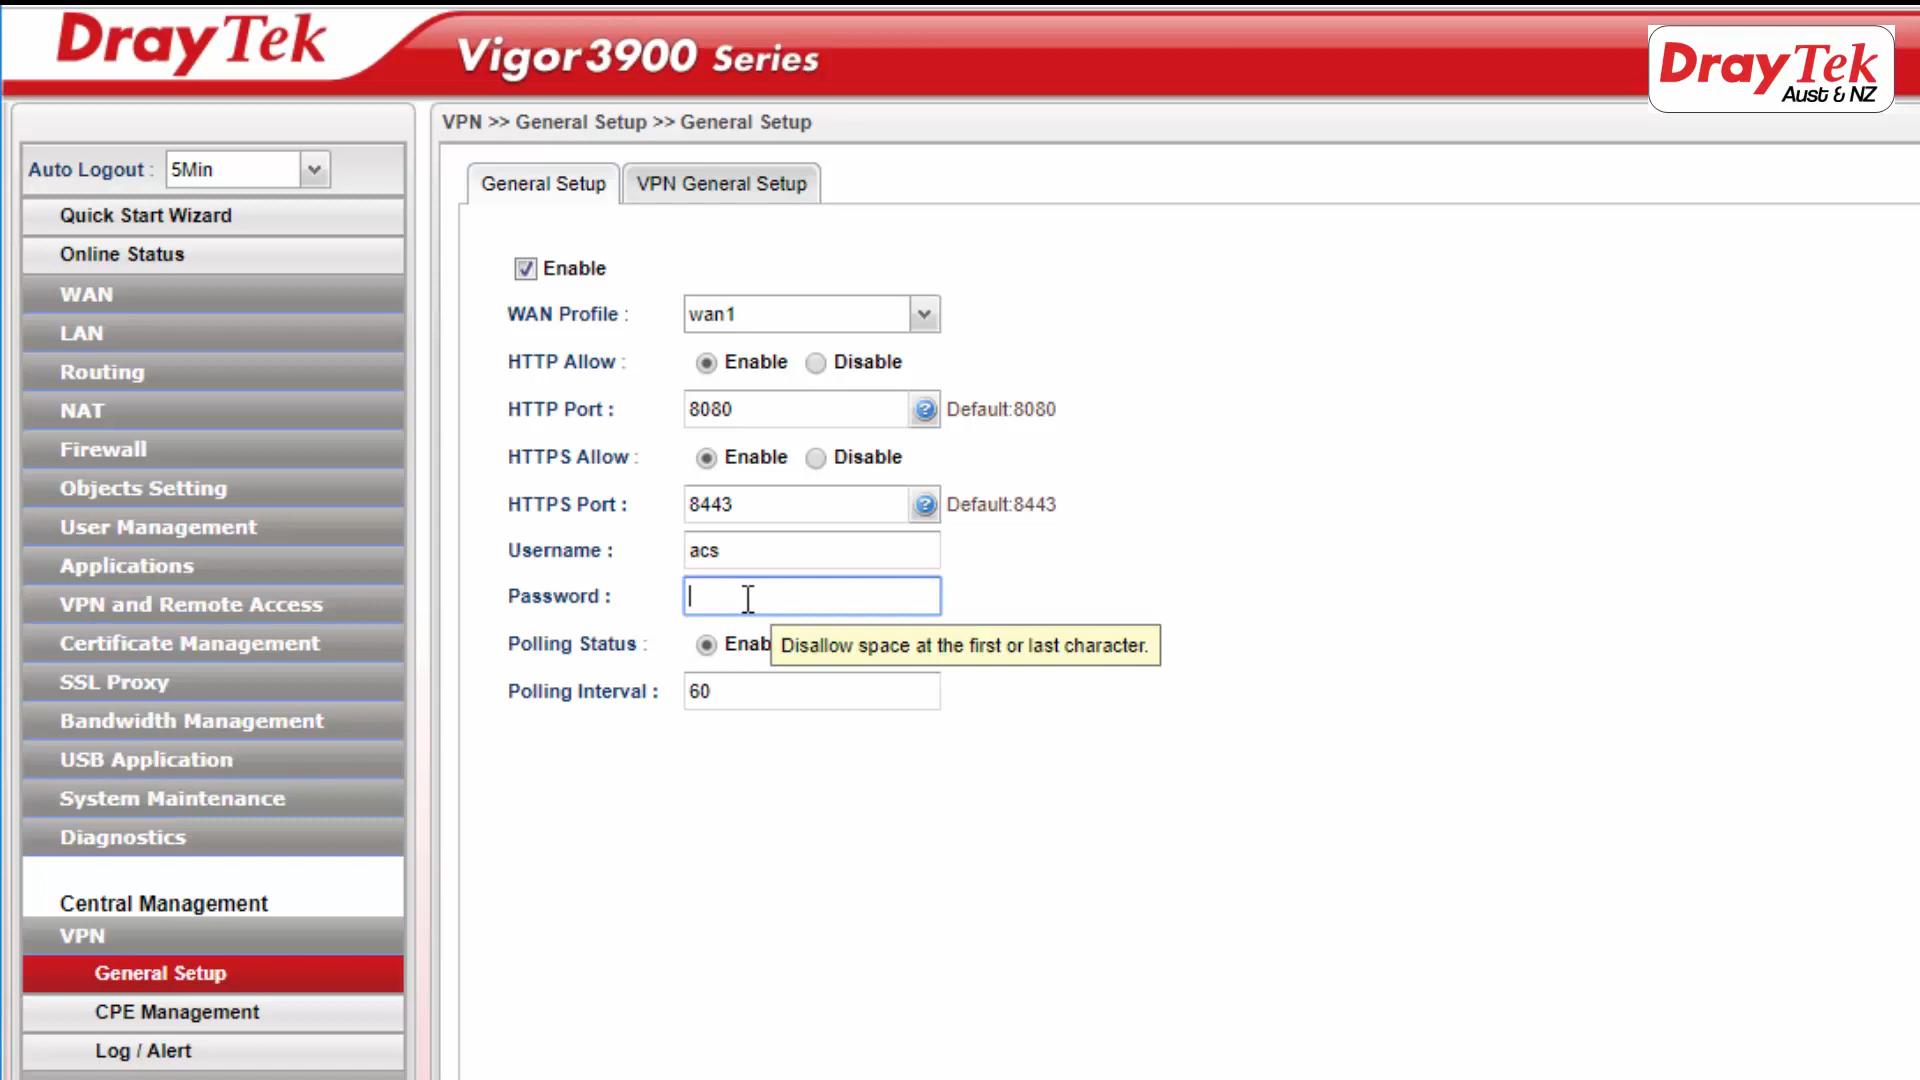 DrayTek
Vigor3900 Series
DrayTek
Aust & NZ
Auto Logout : 5Min
Quick Start Wizard
Online Status
WAN
LAN
Routing
NAT
Firewall
Objects Setting
User Management
Applications
VPN and Remote Access
Certificate Management
SSL Proxy
Bandwidth Management
USB Application
System Maintenance
Diagnostics
Central Management
VPN
General Setup
CPE Management
Log / Alert
VPN >> General Setup >> General Setup
General Setup VPN General Setup
Enable
WAN Profile : wan1
HTTP Allow : Enable Disable
HTTP Port : 8080 Default:8080
HTTPS Allow : Enable Disable
HTTPS Port : 8443 Default:8443
Username : acs
Password :
Polling Status : Enab
Disallow space at the first or last character.
Polling Interval : 60